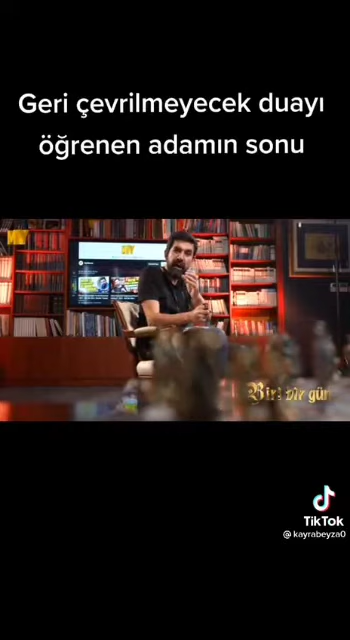 Geri çevrilmeyecek duayı
öğrenen adamın sonu
Biri bir gün
TikTok
@kayrabeyza0